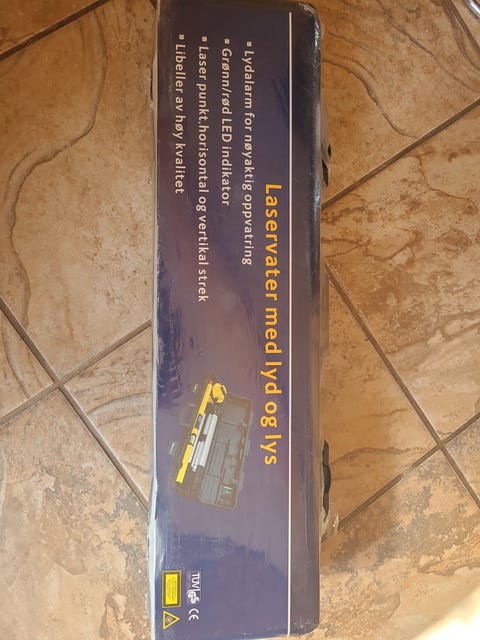 Laservater med lyd og lys
▪ Lydalarm for nøyaktig oppvatring
▪ Grønn/rød LED indikator
▪ Laser punkt,horisontal og vertikal strek
▪ Libeller av høy kvalitet
TÜV GS CE